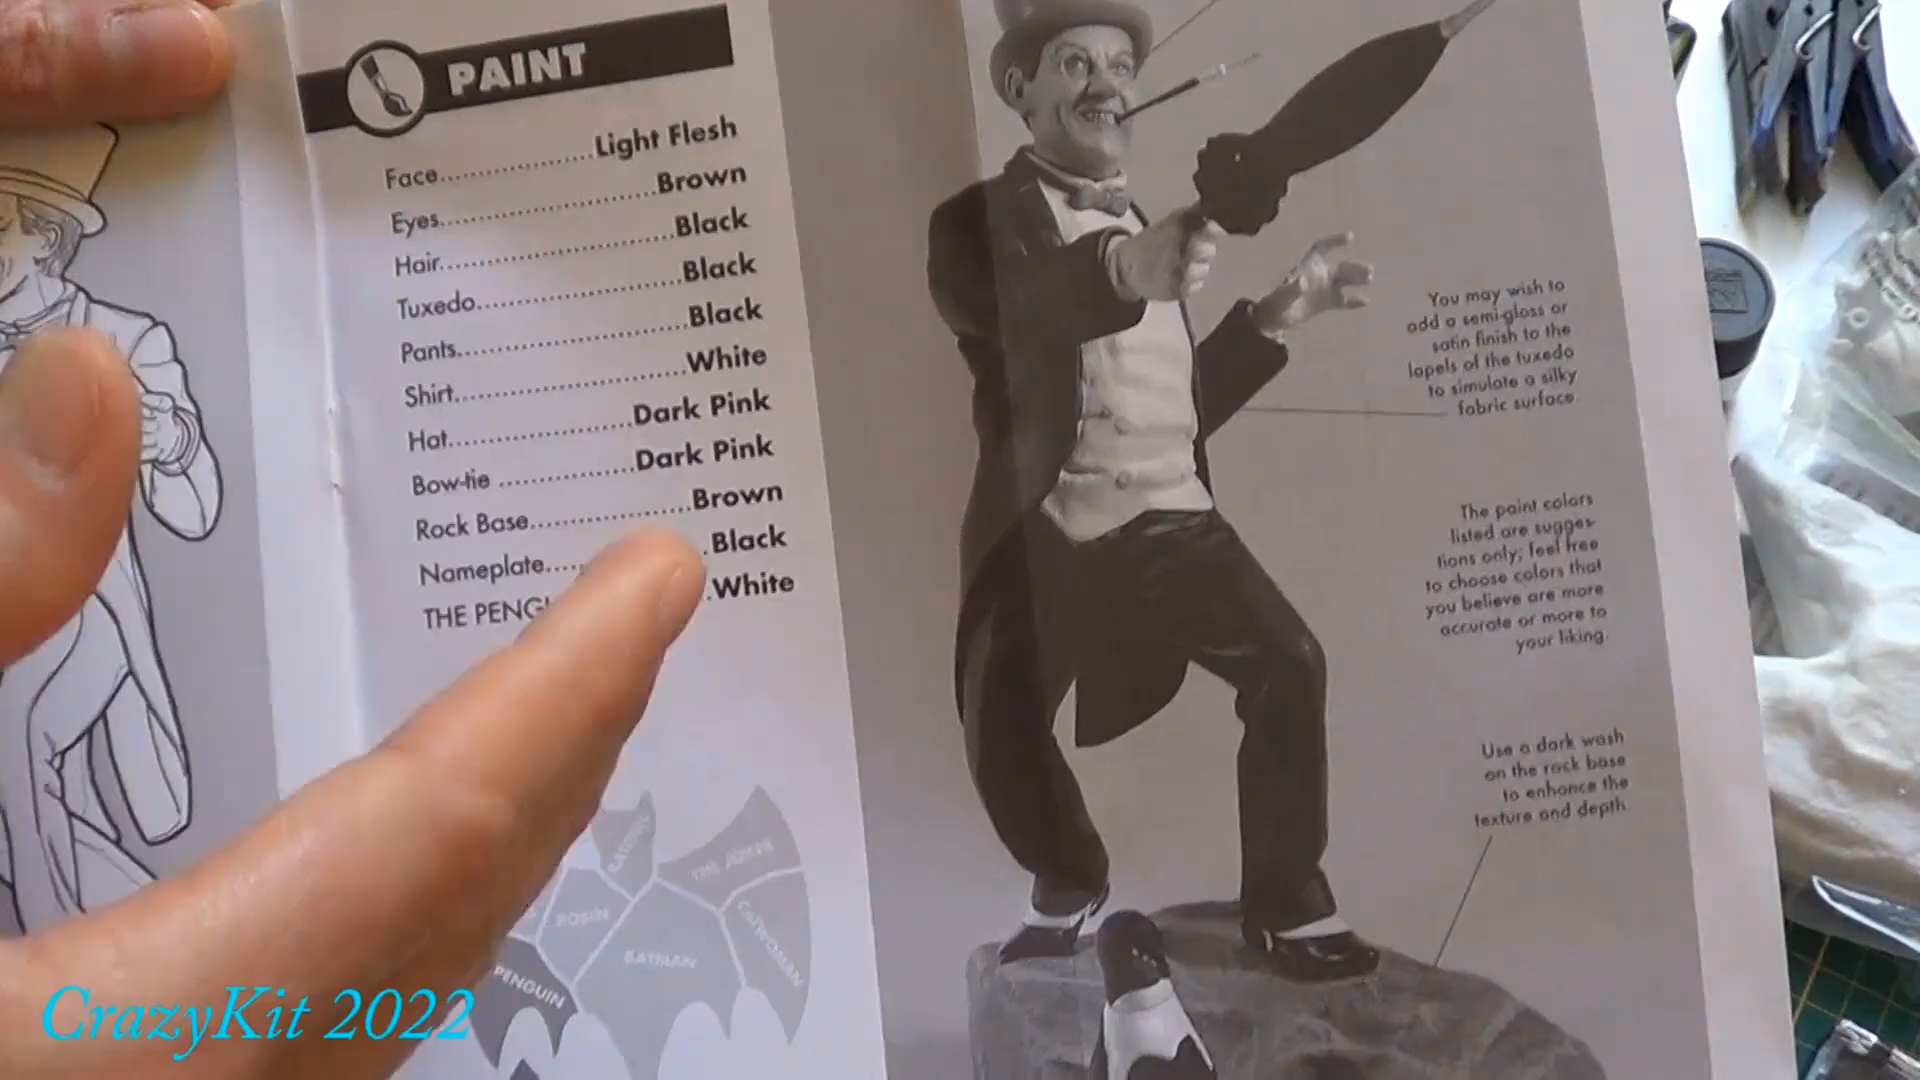 PAINT
Face..................Light Flesh
Eyes.........................Brown
Hair...........................Black
Tuxedo......................Black
Pants.........................Black
Shirt..........................White
Hat.....................Dark Pink
Bow-tie ..............Dark Pink
Rock Base..................Brown
Nameplate.... .Black
THE PENGU .White
You may wish to
add a semi-gloss or
satin finish to the
lapels of the tuxedo
to simulate a silky
fabric surface.
The paint colors
listed are sugges-
tions only; feel free
to choose colors that
you believe are more
accurate or more to
your liking.
Use a dark wash
on the rock base
to enhance the
texture and depth.
BATGIRL
THE JOKER
ROBIN
CATWOMAN
BATMAN
PENGUIN
CrazyKit 2022